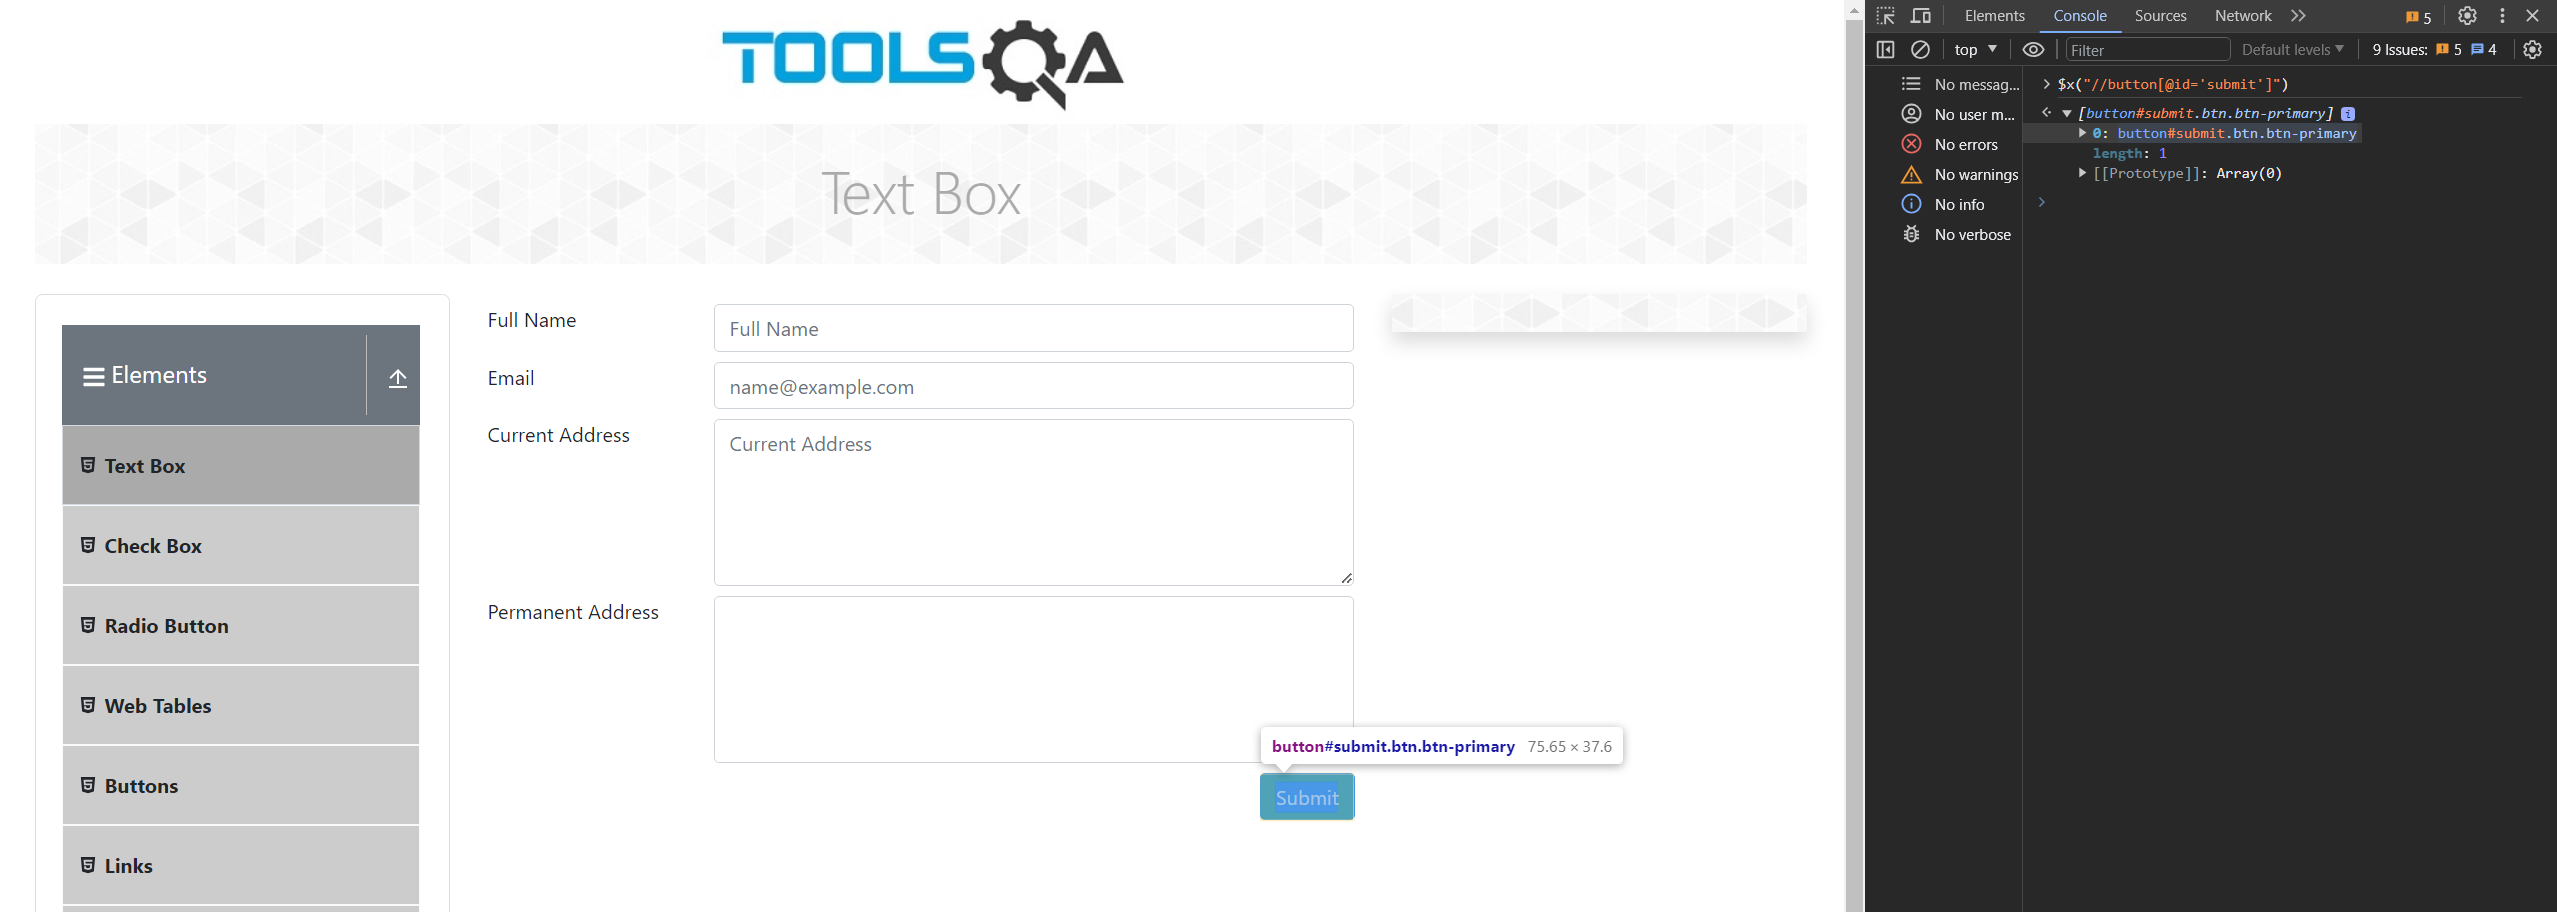 TOOLSQA
Text Box
Elements
Text Box
Check Box
Radio Button
Web Tables
Buttons
Links
Full Name
Full Name
Email
name@example.com
Current Address
Current Address
Permanent Address
button#submit.btn.btn-primary 75.65 × 37.6
Submit
Elements Console Sources Network 5
top Filter Default levels 9 Issues: 5 4
No messag...
No user m...
No errors
No warnings
No info
No verbose
$x("//button[@id='submit']")
[button#submit.btn.btn-primary] i
0: button#submit.btn.btn-primary
length: 1
[[Prototype]]: Array(0)